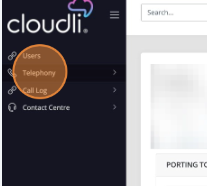 cloudli®
Search...
Users
Telephony
Call Log
Contact Centre
PORTING TO